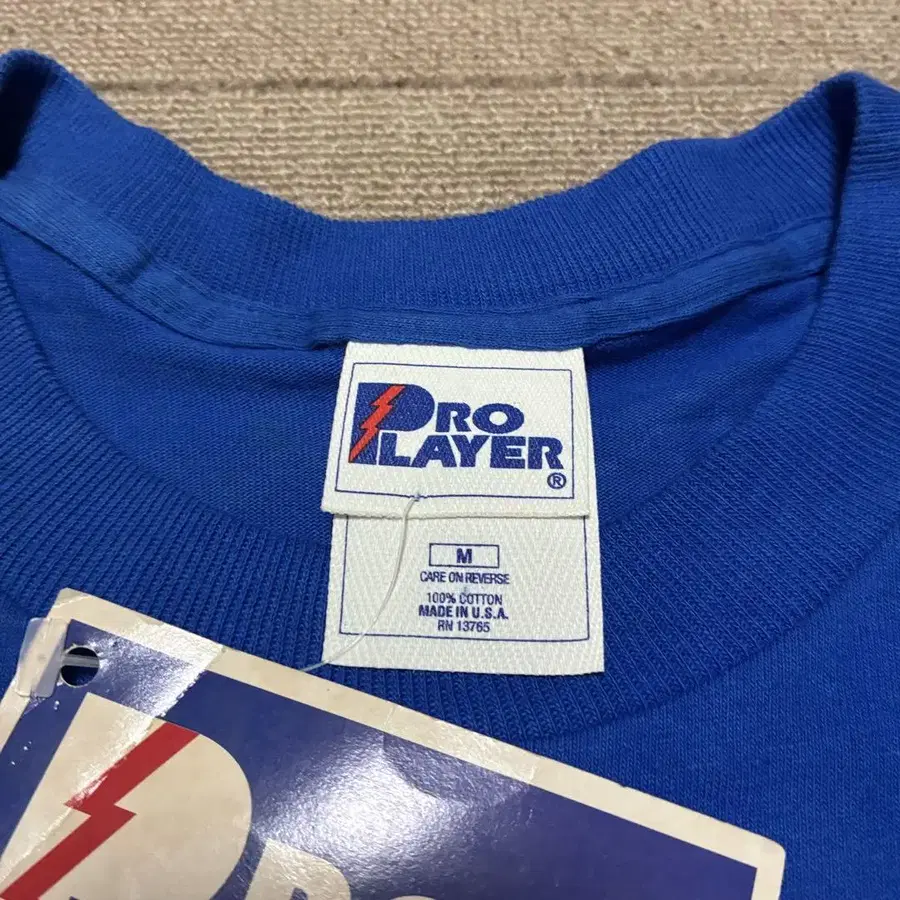 PRO
PLAYER
®
M
CARE ON REVERSE
100% COTTON
MADE IN U.S.A.
RN 13765